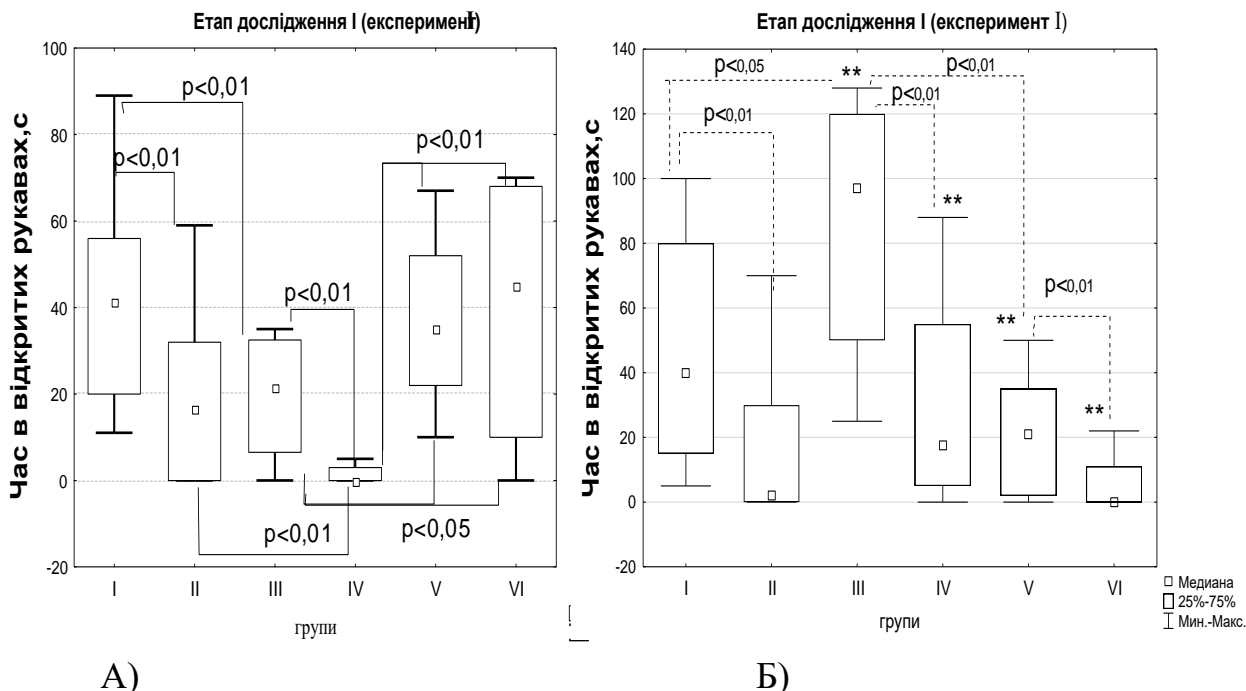 Етап дослідження I (експеримент I)
100
80
60
40
20
0
-20
Час в відкритих рукавах,с
p<0,01
p<0,01
p<0,01
p<0,01
p<0,01
p<0,05
I II III IV V VI
групи
А)
Етап дослідження I (експеримент I)
140
120
100
80
60
40
20
0
-20
Час в відкритих рукавах,с
p<0,05
**
p<0,01
p<0,01
p<0,01
**
p<0,01
**
**
I II III IV V VI
групи
Медиана
25%-75%
Мин.-Макс.
Б)